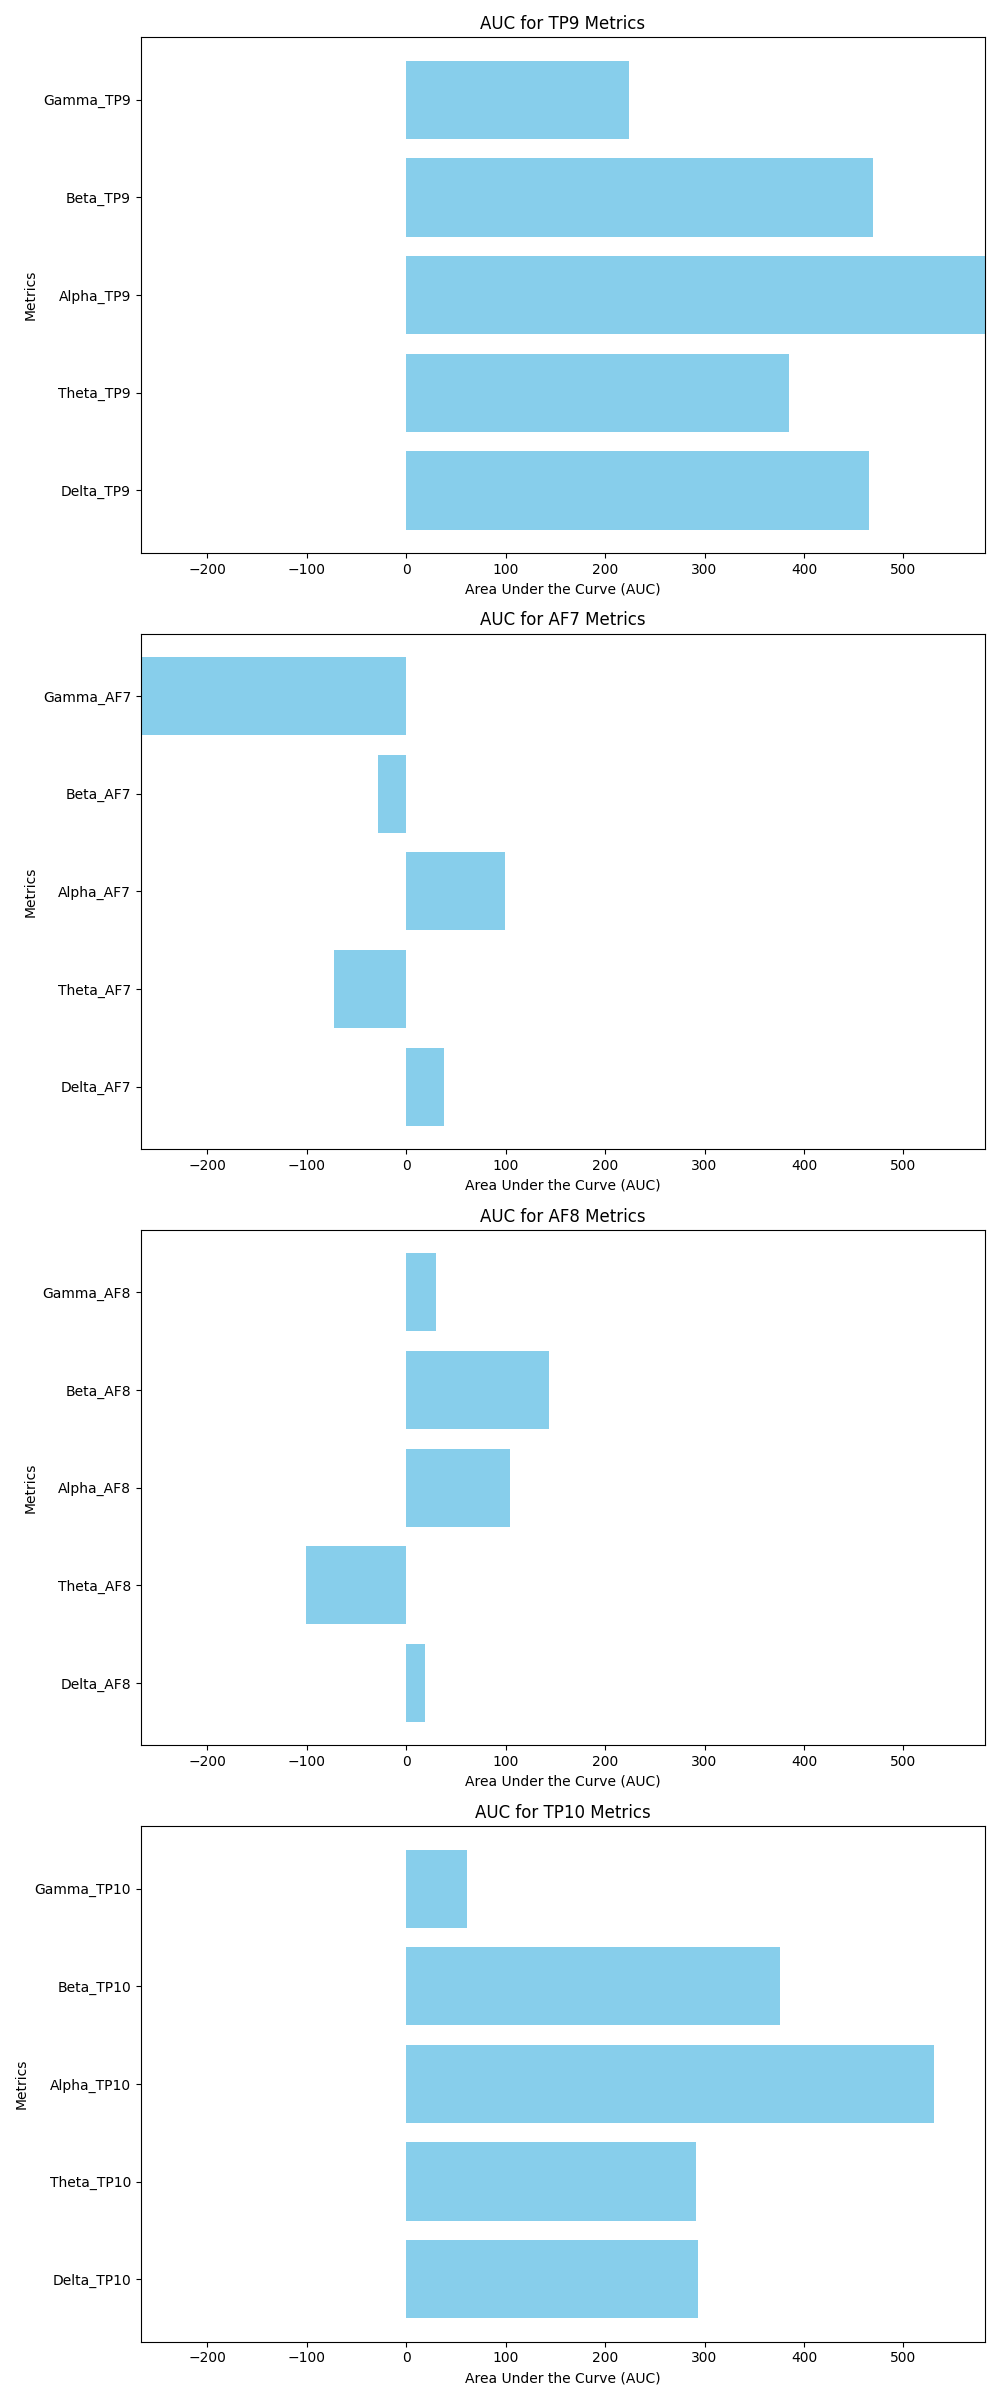 AUC for TP9 Metrics
Metrics
Gamma_TP9
Beta_TP9
Alpha_TP9
Theta_TP9
Delta_TP9
−200 −100 0 100 200 300 400 500
Area Under the Curve (AUC)
AUC for AF7 Metrics
Metrics
Gamma_AF7
Beta_AF7
Alpha_AF7
Theta_AF7
Delta_AF7
−200 −100 0 100 200 300 400 500
Area Under the Curve (AUC)
AUC for AF8 Metrics
Metrics
Gamma_AF8
Beta_AF8
Alpha_AF8
Theta_AF8
Delta_AF8
−200 −100 0 100 200 300 400 500
Area Under the Curve (AUC)
AUC for TP10 Metrics
Metrics
Gamma_TP10
Beta_TP10
Alpha_TP10
Theta_TP10
Delta_TP10
−200 −100 0 100 200 300 400 500
Area Under the Curve (AUC)